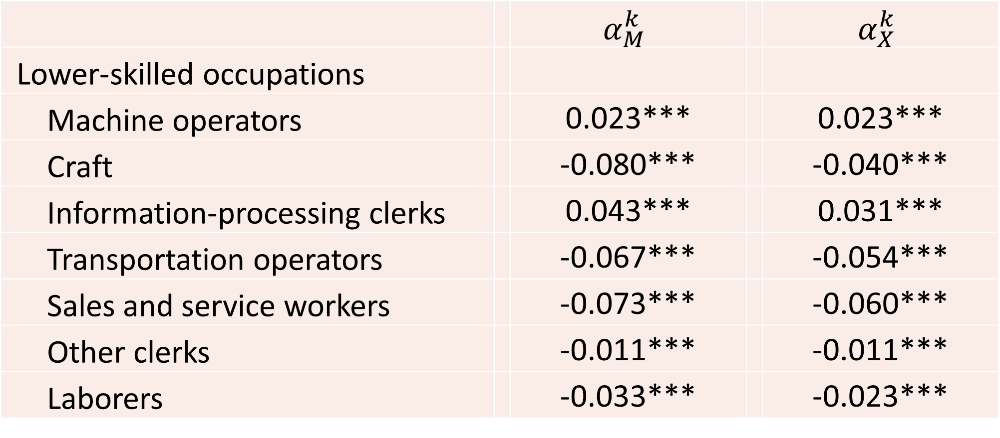 α_M^k α_X^k
Lower-skilled occupations
Machine operators 0.023*** 0.023***
Craft -0.080*** -0.040***
Information-processing clerks 0.043*** 0.031***
Transportation operators -0.067*** -0.054***
Sales and service workers -0.073*** -0.060***
Other clerks -0.011*** -0.011***
Laborers -0.033*** -0.023***